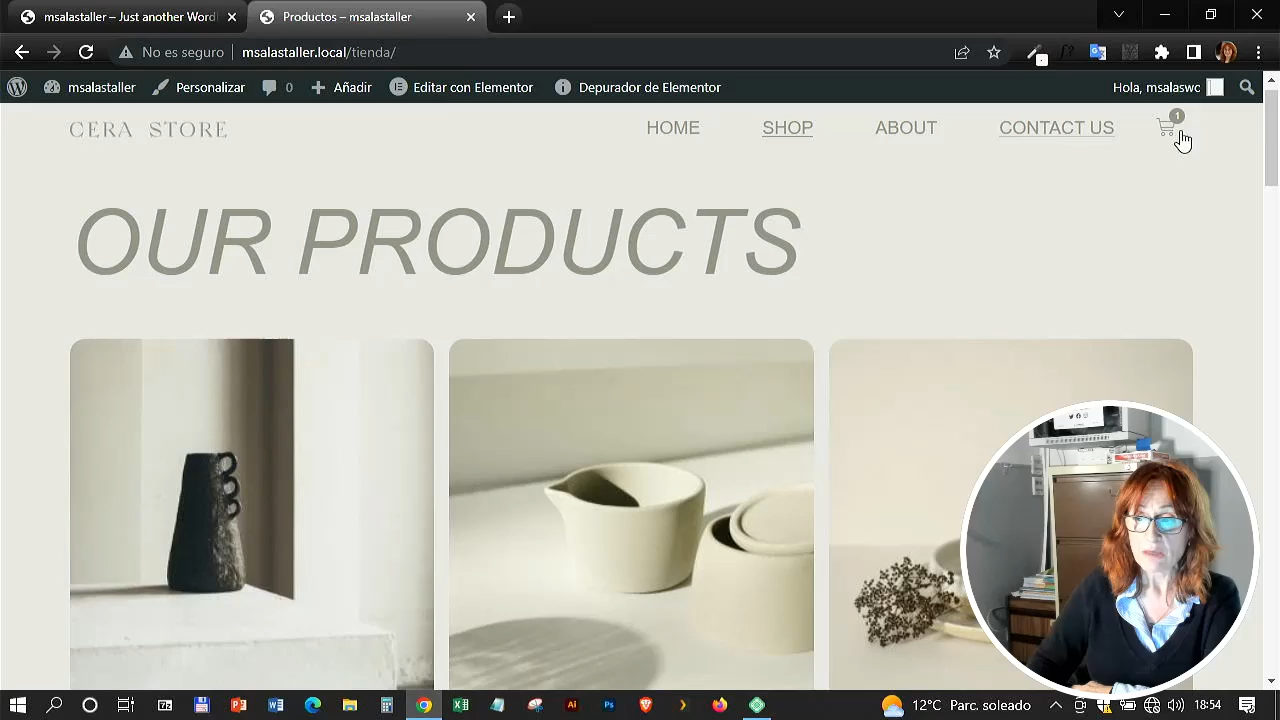 msalastaller – Just another Word
Productos – msalastaller
No es seguro
msalastaller.local/tienda/
msalastaller
Personalizar
0
Añadir
Editar con Elementor
Depurador de Elementor
Hola, msalaswc
CERA STORE
HOME
SHOP
ABOUT
CONTACT US
1
OUR PRODUCTS
12°C Parc. soleado
18:54